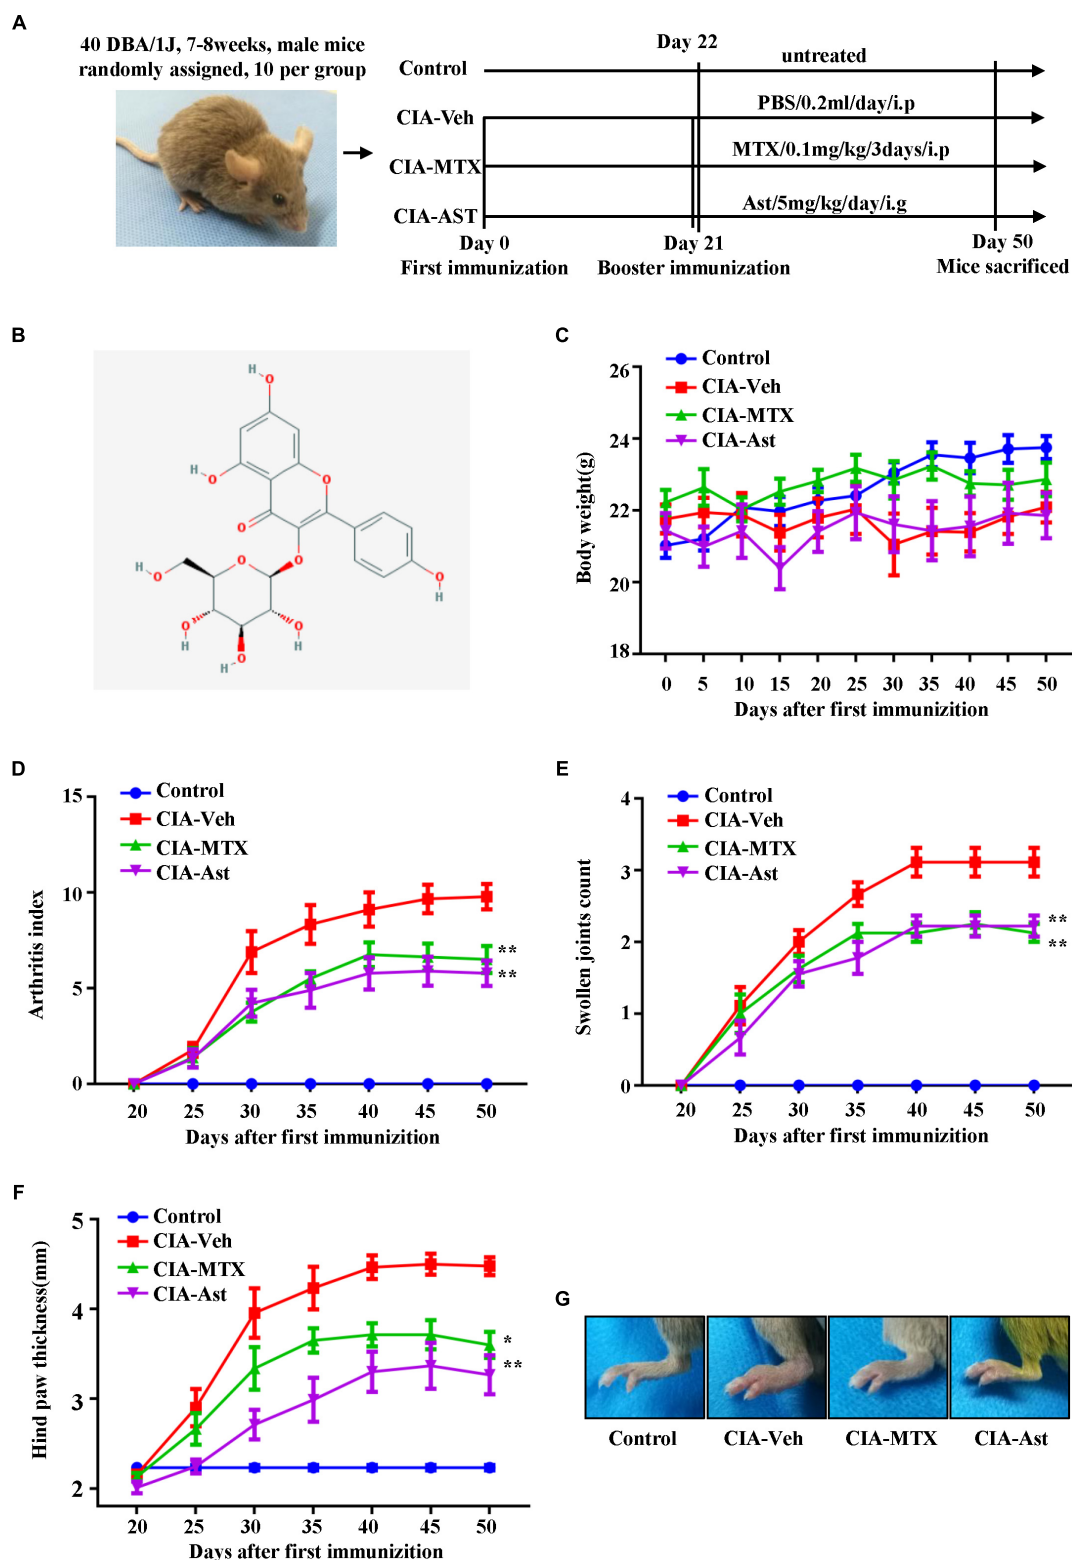 A
40 DBA/1J, 7-8weeks, male mice
randomly assigned, 10 per group
Day 22
Control
untreated
CIA-Veh
PBS/0.2ml/day/i.p
CIA-MTX
MTX/0.1mg/kg/3days/i.p
CIA-AST
Ast/5mg/kg/day/i.g
Day 0
Day 21
Day 50
First immunization
Booster immunization
Mice sacrificed
B
H
O
H
O
O
O
O
O
H
O
H
O
O
H
O
H
O
H
O
H
C
Control
CIA-Veh
CIA-MTX
CIA-Ast
Body weight(g)
26
24
22
20
18
0 5 10 15 20 25 30 35 40 45 50
Days after first immunizition
D
Control
CIA-Veh
CIA-MTX
CIA-Ast
Arthritis index
15
10
5
0
**
**
20 25 30 35 40 45 50
Days after first immunizition
E
Control
CIA-Veh
CIA-MTX
CIA-Ast
Swollen joints count
4
3
2
1
0
**
**
20 25 30 35 40 45 50
Days after first immunizition
F
Control
CIA-Veh
CIA-MTX
CIA-Ast
Hind paw thickness(mm)
5
4
3
2
*
**
20 25 30 35 40 45 50
Days after first immunizition
G
Control CIA-Veh CIA-MTX CIA-Ast